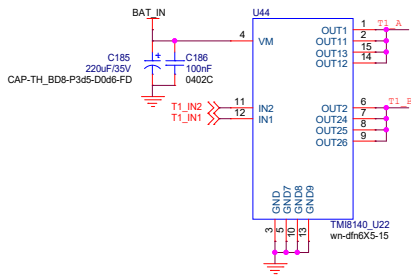 BAT_IN
U44
4
VM
OUT1
1
T1_A
OUT11
2
OUT13
15
OUT12
14
C185
220uF/35V
CAP-TH_BD8-P3d5-D0d6-FD
C186
100nF
0402C
T1_IN2
11
IN2
T1_IN1
12
IN1
OUT2
6
T1_B
OUT24
7
OUT25
8
OUT26
9
GND
GND7
GND8
GND9
3
5
10
13
TMI8140_U22
wn-dfn6X5-15